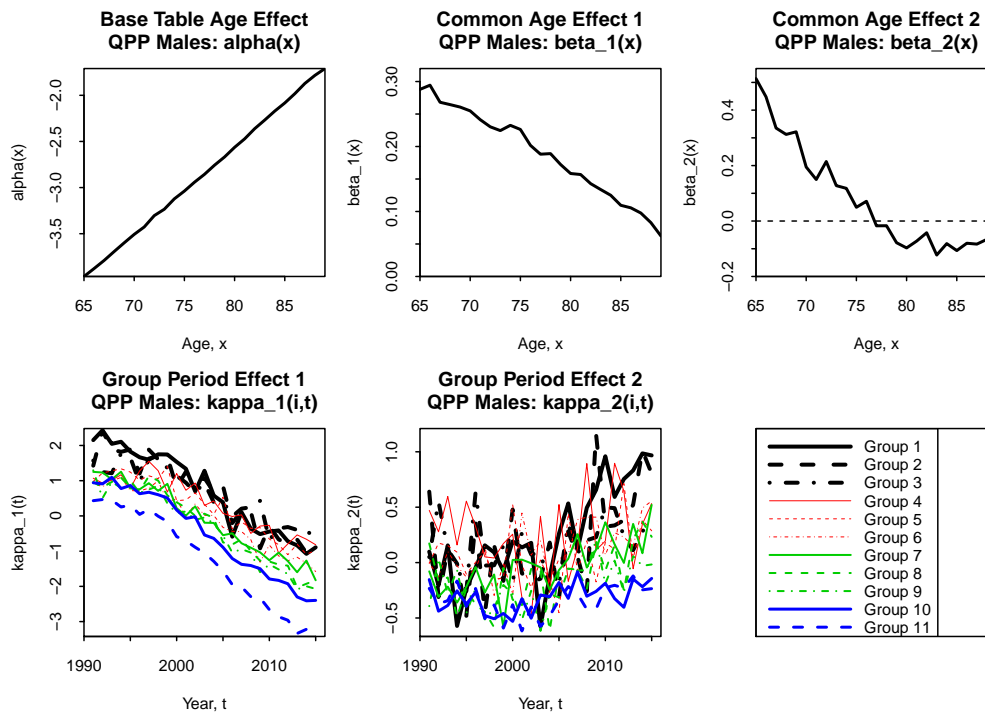 Base Table Age Effect
QPP Males: alpha(x)
alpha(x)
−2.0
−2.5
−3.0
−3.5
65
70
75
80
85
Age, x
Common Age Effect 1
QPP Males: beta_1(x)
beta_1(x)
0.30
0.20
0.10
0.00
65
70
75
80
85
Age, x
Common Age Effect 2
QPP Males: beta_2(x)
beta_2(x)
0.4
0.2
0.0
−0.2
65
70
75
80
85
Age, x
Group Period Effect 1
QPP Males: kappa_1(i,t)
kappa_1(t)
2
1
0
−1
−2
−3
1990
2000
2010
Year, t
Group Period Effect 2
QPP Males: kappa_2(i,t)
kappa_2(t)
1.0
0.5
0.0
−0.5
1990
2000
2010
Year, t
Group 1
Group 2
Group 3
Group 4
Group 5
Group 6
Group 7
Group 8
Group 9
Group 10
Group 11